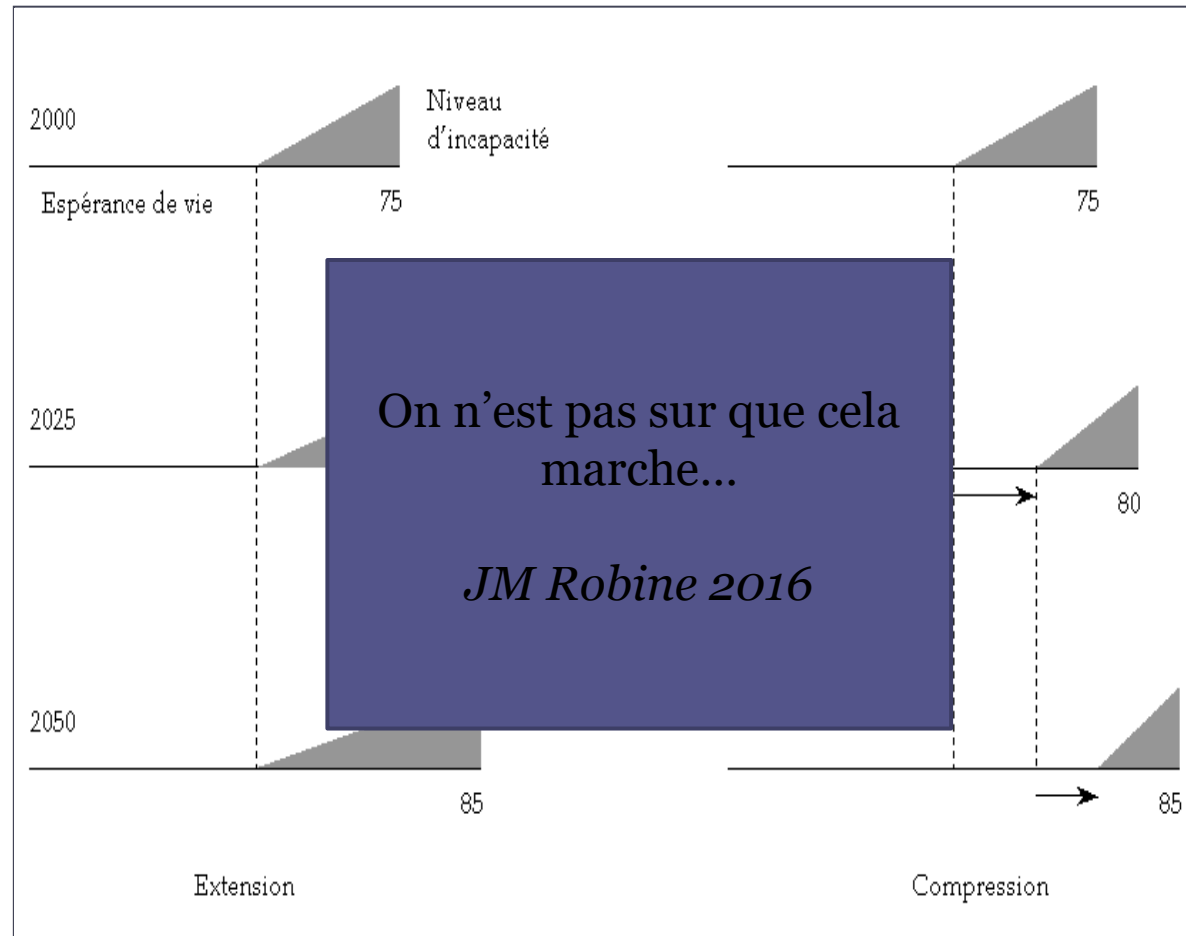 2000
Niveau
d'incapacité
Espérance de vie
75
75
2025
On n’est pas sur que cela
marche...
JM Robine 2016
80
2050
85
85
Extension
Compression